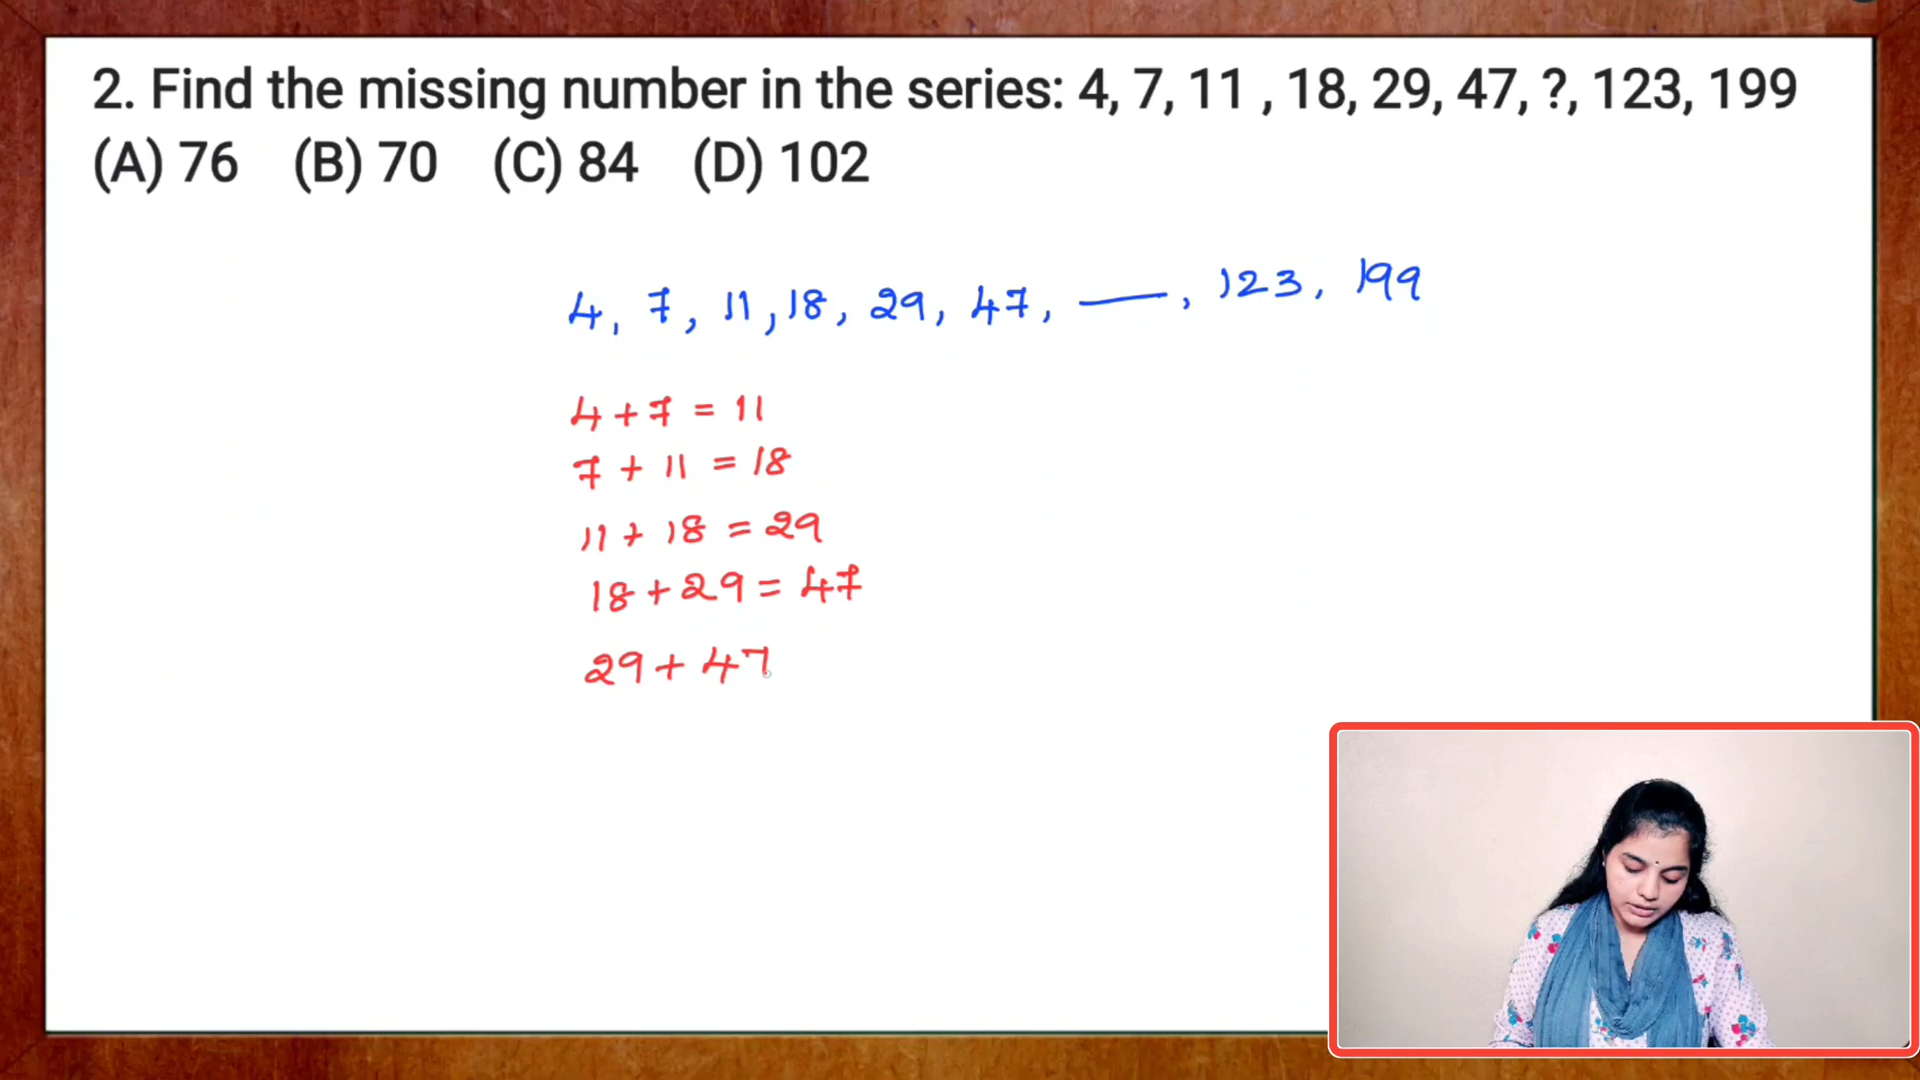 2. Find the missing number in the series: 4, 7, 11 , 18, 29, 47, ?, 123, 199
(A) 76 (B) 70 (C) 84 (D) 102
4, 7, 11, 18, 29, 47, —, 123, 199
4 + 7 = 11
7 + 11 = 18
11 + 18 = 29
18 + 29 = 47
29 + 47